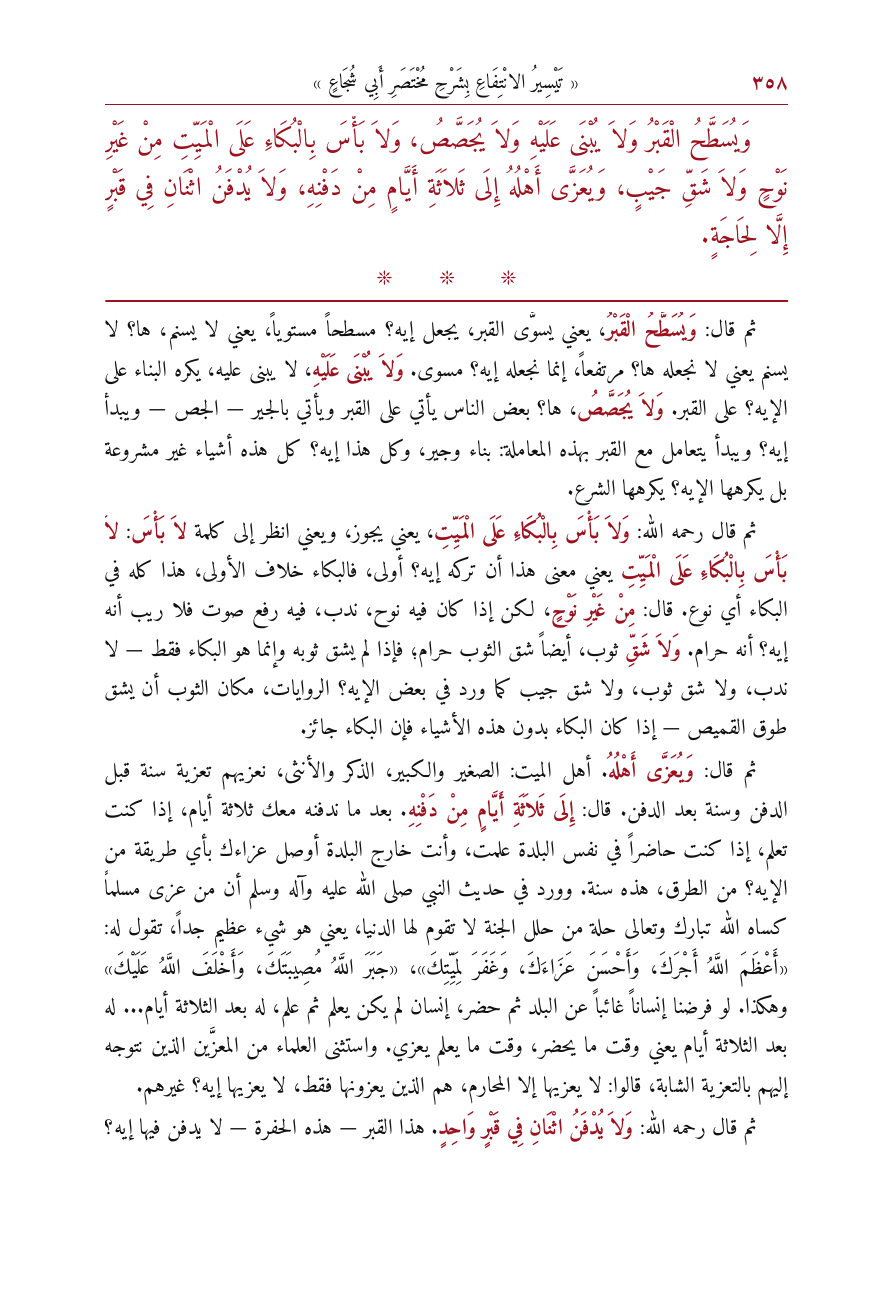 ٣٥٨
« تَيْسِيرُ الانْتِفَاعِ بِشَرْحِ مُخْتَصَرِ أَبِي شُجَاعٍ »
وَيُسَطَّحُ الْقَبْرُ وَلاَ يُبْنَى عَلَيْهِ وَلاَ يُجَصَّصُ، وَلاَ بَأْسَ بِالْبُكَاءِ عَلَى الْمَيِّتِ مِنْ غَيْرِ
نَوْحٍ وَلاَ شَقِّ جَيْبٍ، وَيُعَزَّى أَهْلُهُ إِلَى ثَلاَثَةِ أَيَّامٍ مِنْ دَفْنِهِ، وَلاَ يُدْفَنُ اثْنَانِ فِي قَبْرٍ
إِلَّا لِحَاجَةٍ.
❊ ❊ ❊
ثم قال: وَيُسَطَّحُ الْقَبْرُ، يعني يسوّى القبر، يجعل إيه؟ مسطحاً مستوياً، يعني لا يسنم، ها؟ لا
يسنم يعني لا نجعله ها؟ مرتفعاً، إنما نجعله إيه؟ مسوى. وَلاَ يُبْنَى عَلَيْهِ، لا يبنى عليه، يكره البناء على
الإيه؟ على القبر. وَلاَ يُجَصَّصُ، ها؟ بعض الناس يأتي على القبر ويأتي بالجير – الجص – ويبدأ
إيه؟ ويبدأ يتعامل مع القبر بهذه المعاملة: بناء وجير، وكل هذا إيه؟ كل هذه أشياء غير مشروعة
بل يكرهها الإيه؟ يكرهها الشرع.
ثم قال رحمه الله: وَلاَ بَأْسَ بِالْبُكَاءِ عَلَى الْمَيِّتِ، يعني يجوز، ويعني انظر إلى كلمة لاَ بَأْسَ: لاَ
بَأْسَ بِالْبُكَاءِ عَلَى الْمَيِّتِ يعني معنى هذا أن تركه إيه؟ أولى، فالبكاء خلاف الأولى، هذا كله في
البكاء أي نوع. قال: مِنْ غَيْرِ نَوْحٍ، لكن إذا كان فيه نوح، ندب، فيه رفع صوت فلا ريب أنه
إيه؟ أنه حرام. وَلاَ شَقِّ ثوب، أيضاً شق الثوب حرام؛ فإذا لم يشق ثوبه وإنما هو البكاء فقط – لا
ندب، ولا شق ثوب، ولا شق جيب كما ورد في بعض الإيه؟ الروايات، مكان الثوب أن يشق
طوق القميص – إذا كان البكاء بدون هذه الأشياء فإن البكاء جائز.
ثم قال: وَيُعَزَّى أَهْلُهُ. أهل الميت: الصغير والكبير، الذكر والأنثى، نعزيهم تعزية سنة قبل
الدفن وسنة بعد الدفن. قال: إِلَى ثَلاَثَةِ أَيَّامٍ مِنْ دَفْنِهِ. بعد ما ندفنه معك ثلاثة أيام، إذا كنت
تعلم، إذا كنت حاضراً في نفس البلدة علمت، وأنت خارج البلدة أوصل عزاءك بأي طريقة من
الإيه؟ من الطرق، هذه سنة. وورد في حديث النبي صلى الله عليه وآله وسلم أن من عزى مسلماً
كساه الله تبارك وتعالى حلة من حلل الجنة لا تقوم لها الدنيا، يعني هو شيء عظيم جداً، تقول له:
«أَعْظَمَ اللَّهُ أَجْرَكَ، وَأَحْسَنَ عَزَاءَكَ، وَغَفَرَ لِمَيِّتِكَ»، «جَبَرَ اللَّهُ مُصِيبَتَكَ، وَأَخْلَفَ اللَّهُ عَلَيْكَ»
وهكذا. لو فرضنا إنساناً غائباً عن البلد ثم حضر، إنسان لم يكن يعلم ثم علم، له بعد الثلاثة أيام... له
بعد الثلاثة أيام يعني وقت ما يحضر، وقت ما يعلم يعزي. واستثنى العلماء من المعزَّين الذين نتوجه
إليهم بالتعزية الشابة، قالوا: لا يعزيها إلا المحارم، هم الذين يعزونها فقط، لا يعزيها إيه؟ غيرهم.
ثم قال رحمه الله: وَلاَ يُدْفَنُ اثْنَانِ فِي قَبْرٍ وَاحِدٍ. هذا القبر – هذه الحفرة – لا يدفن فيها إيه؟